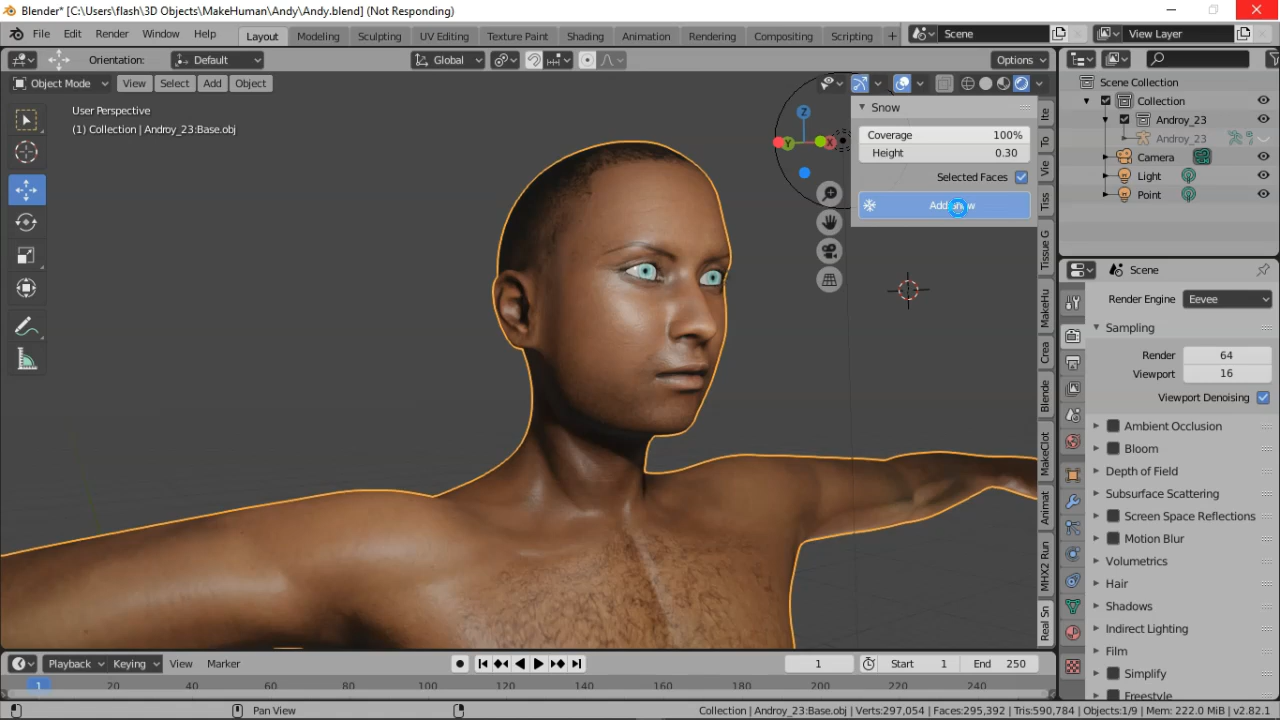 Blender* [C:\Users\flash\3D Objects\MakeHuman\Andy\Andy.blend] (Not Responding)
File Edit Render Window Help Layout Modeling Sculpting UV Editing Texture Paint Shading Animation Rendering Compositing Scripting + Scene View Layer
Orientation: Default Global Options
Object Mode View Select Add Object
User Perspective
(1) Collection | Androy_23:Base.obj
Z
Y
X
Snow
Coverage 100%
Height 0.30
Selected Faces
Ite
To
Vie
Tiss
Tissue G
MakeHu
Crea
Blende
MakeClot
Animat
MHX2 Run
Real Sn
Scene Collection
Collection
Androy_23
Androy_23
Camera
Light
Point
Scene
Render Engine Eevee
Sampling
Render 64
Viewport 16
Viewport Denoising
Ambient Occlusion
Bloom
Depth of Field
Subsurface Scattering
Screen Space Reflections
Motion Blur
Volumetrics
Hair
Shadows
Indirect Lighting
Film
Simplify
Freestyle
Playback Keying View Marker 1 Start 1 End 250
1 20 40 60 80 100 120 140 160 180 200 220 240
Pan View
Collection | Androy_23:Base.obj | Verts:297,054 | Faces:295,392 | Tris:590,784 | Objects:1/9 | Mem: 222.0 MiB | v2.82.1